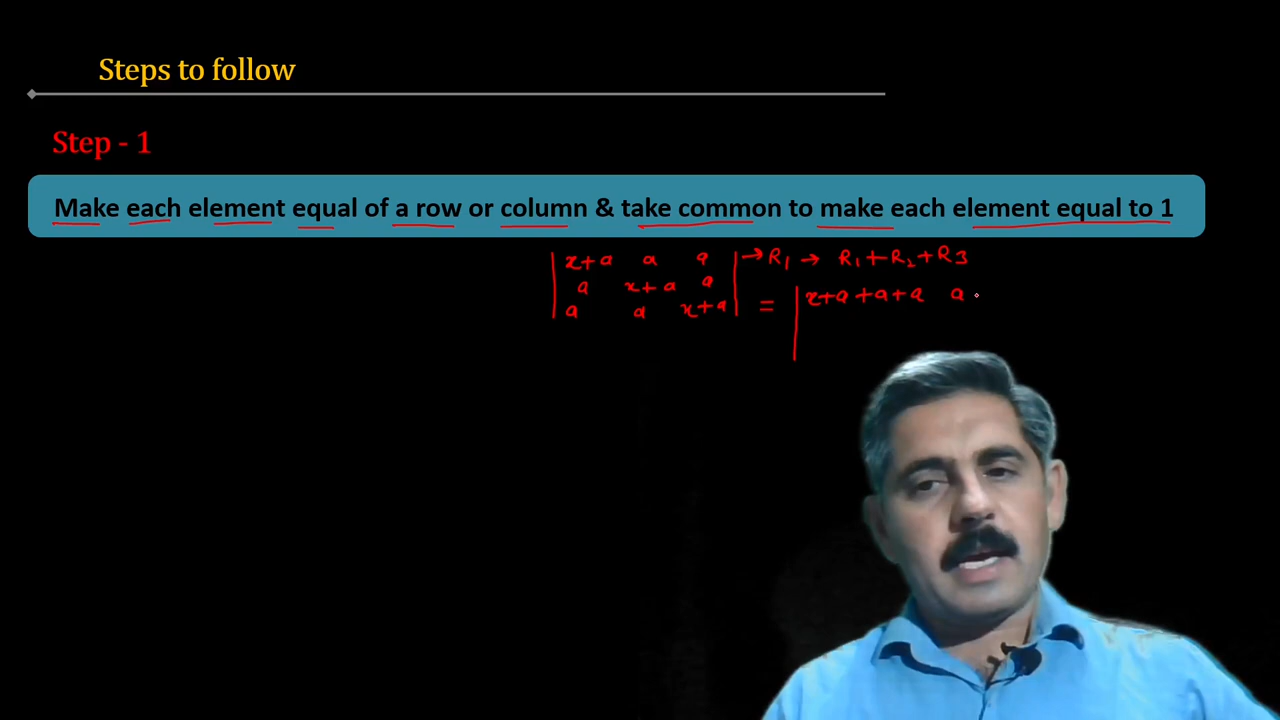 Steps to follow
Step - 1
Make each element equal of a row or column & take common to make each element equal to 1
x+a a a → R₁ → R₁+R₂+R3
a x+a a
a a x+a = x+a+a+a a